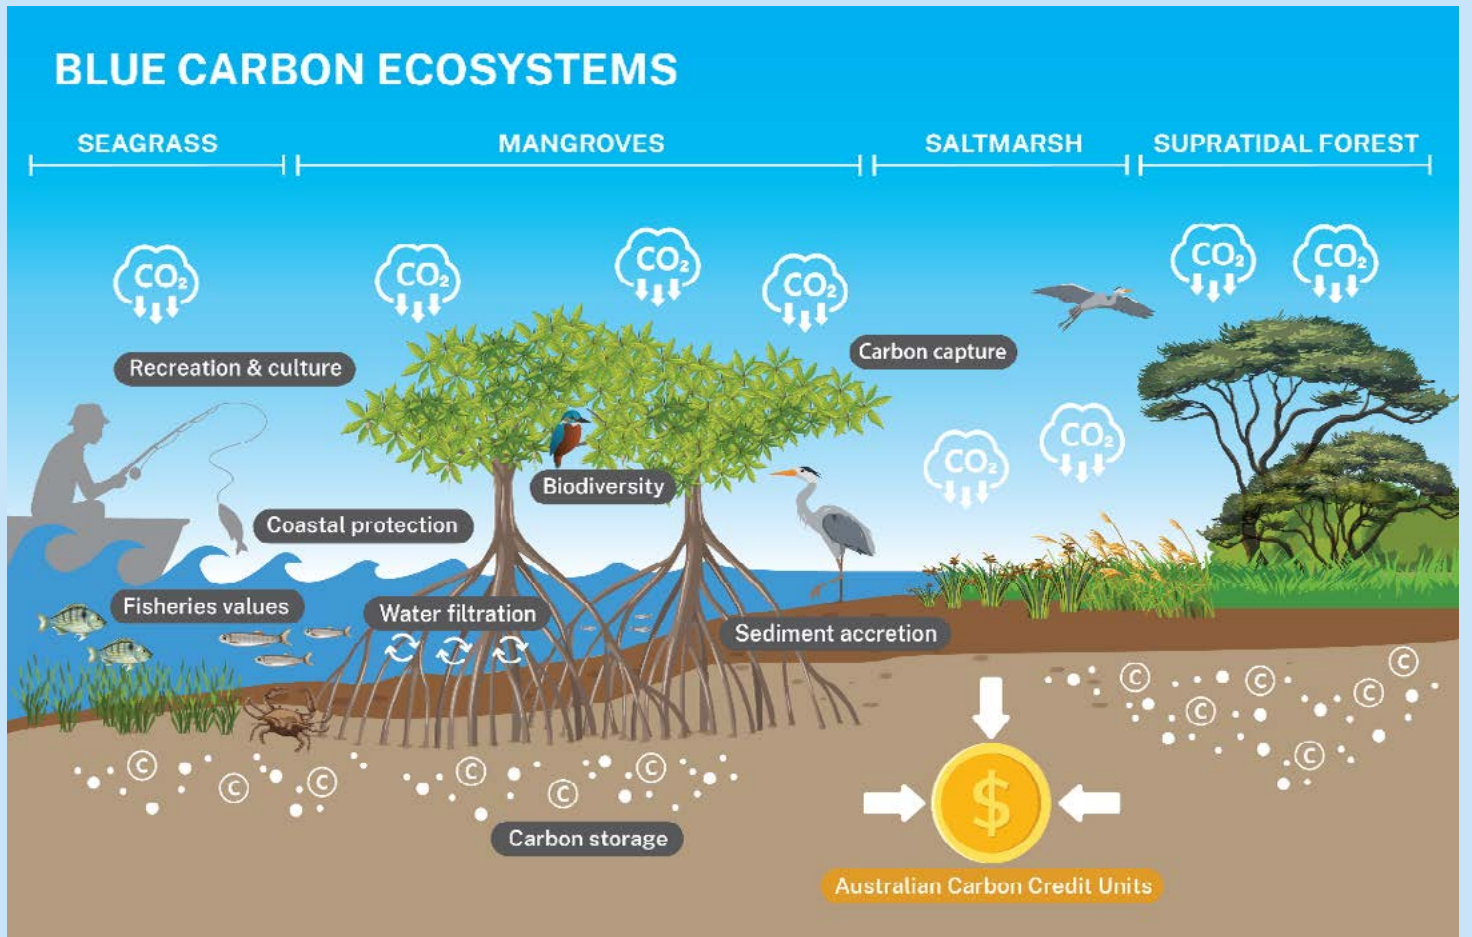 BLUE CARBON ECOSYSTEMS
SEAGRASS
MANGROVES
SALTMARSH
SUPRATIDAL FOREST
CO₂
CO₂
CO₂
CO₂
CO₂
CO₂
Carbon capture
Recreation & culture
CO₂
CO₂
Biodiversity
Coastal protection
Fisheries values
Water filtration
Sediment accretion
C
C
C
C
C
C
C
C
C
C
C
$
Carbon storage
Australian Carbon Credit Units